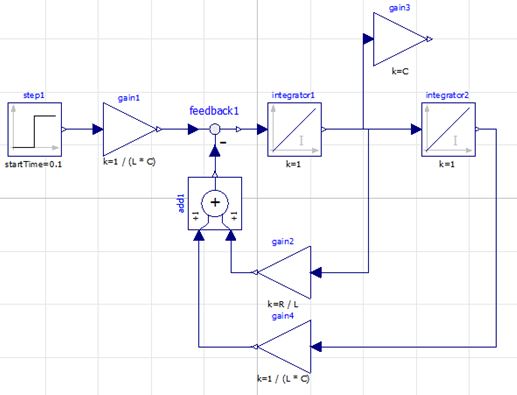 gain3
k=C
step1
gain1
feedback1
integrator1
integrator2
startTime=0.1
k=1 / (L * C)
k=1
k=1
I
I
−
add1
+
+1
+1
gain2
k=R / L
gain4
k=1 / (L * C)